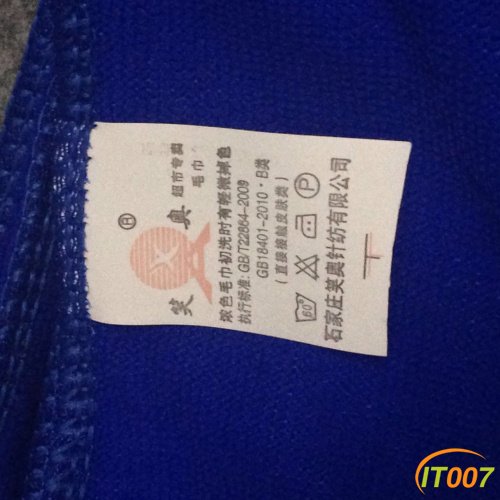 笑 奥 ®
超市专卖
毛巾
浓色毛巾初洗时有轻微掉色
执行标准: GB/T22864-2009
GB18401-2010·B类
(直接接触皮肤类)
60° P
石家庄笑奥针纺有限公司
IT007